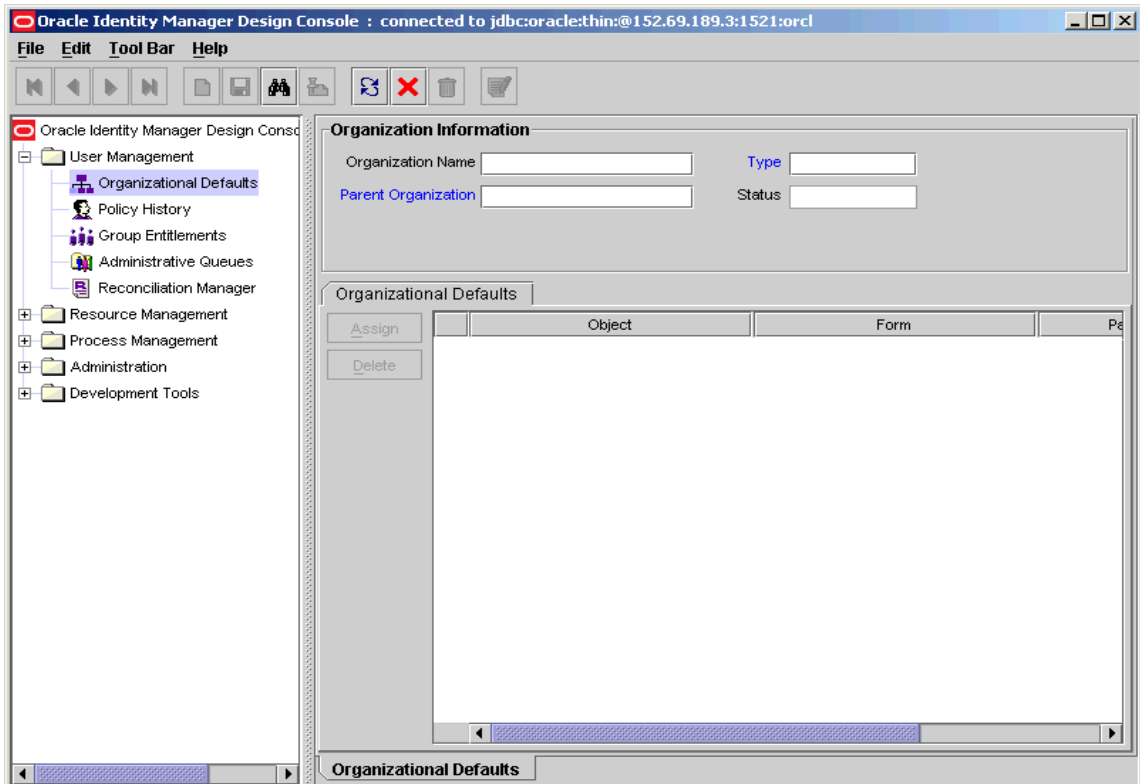 Oracle Identity Manager Design Console : connected to jdbc:oracle:thin:@152.69.189.3:1521:orcl
File Edit Tool Bar Help
Oracle Identity Manager Design Consc
User Management
Organizational Defaults
Policy History
Group Entitlements
Administrative Queues
Reconciliation Manager
Resource Management
Process Management
Administration
Development Tools
Organization Information
Organization Name Type
Parent Organization Status
Organizational Defaults
Assign Object Form Pa
Delete
Organizational Defaults